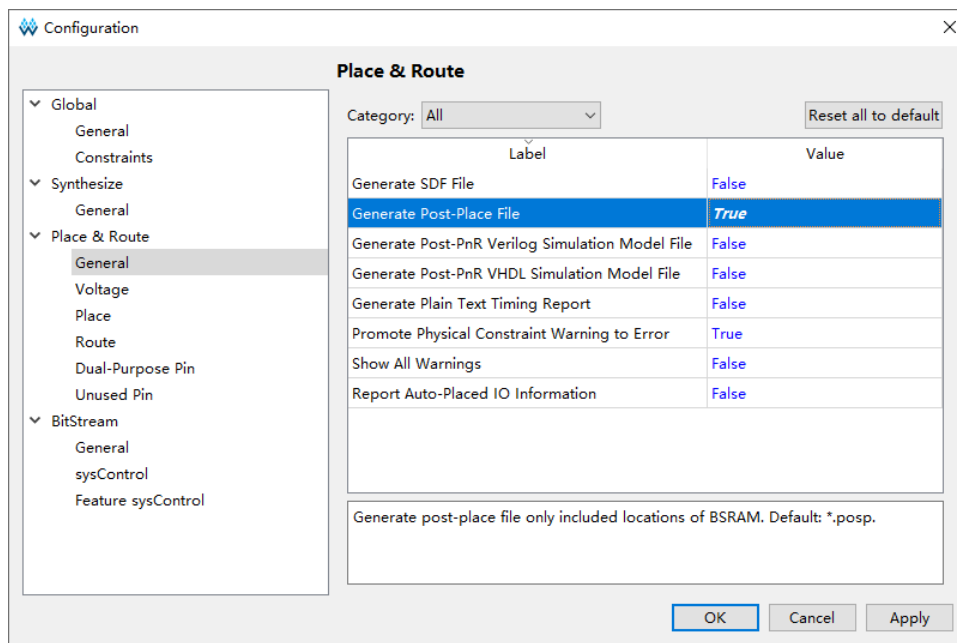 Configuration
Place & Route
Global
General
Constraints
Synthesize
General
Place & Route
General
Voltage
Place
Route
Dual-Purpose Pin
Unused Pin
BitStream
General
sysControl
Feature sysControl
Category: All
Reset all to default
Label Value
Generate SDF File False
Generate Post-Place File True
Generate Post-PnR Verilog Simulation Model File False
Generate Post-PnR VHDL Simulation Model File False
Generate Plain Text Timing Report False
Promote Physical Constraint Warning to Error True
Show All Warnings False
Report Auto-Placed IO Information False
Generate post-place file only included locations of BSRAM. Default: *.posp.
OK Cancel Apply